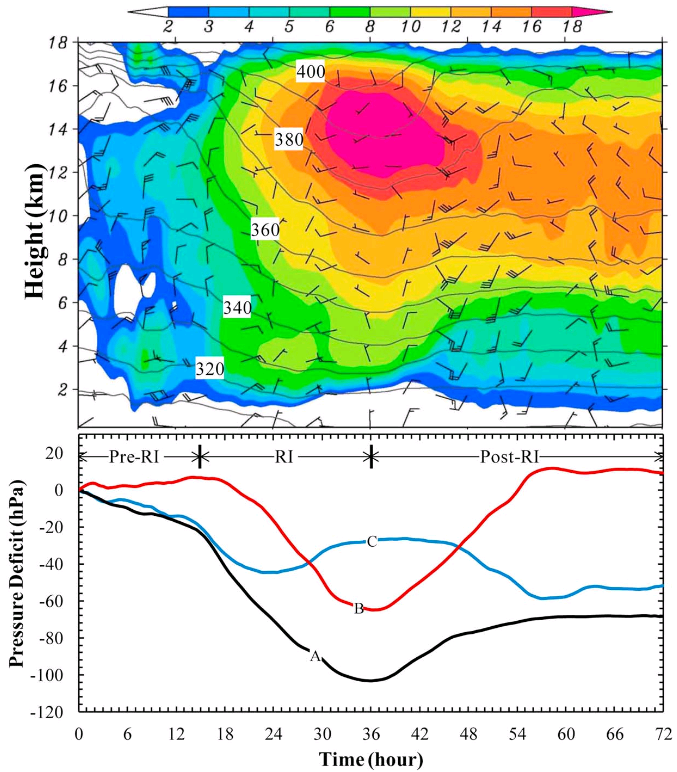 2 3 4 5 6 8 10 12 14 16 18
18
16
14
12
10
8
6
4
2
Height (km)
400
380
360
340
320
Pre-RI RI Post-RI
20
0
-20
-40
-60
-80
-100
-120
Pressure Deficit (hPa)
C
B
A
0 6 12 18 24 30 36 42 48 54 60 66 72
Time (hour)